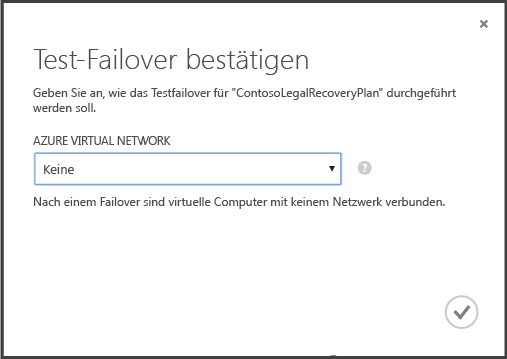 Test-Failover bestätigen
Geben Sie an, wie das Testfailover für "ContosoLegalRecoveryPlan" durchgeführt
werden soll.
AZURE VIRTUAL NETWORK
Keine
?
Nach einem Failover sind virtuelle Computer mit keinem Netzwerk verbunden.